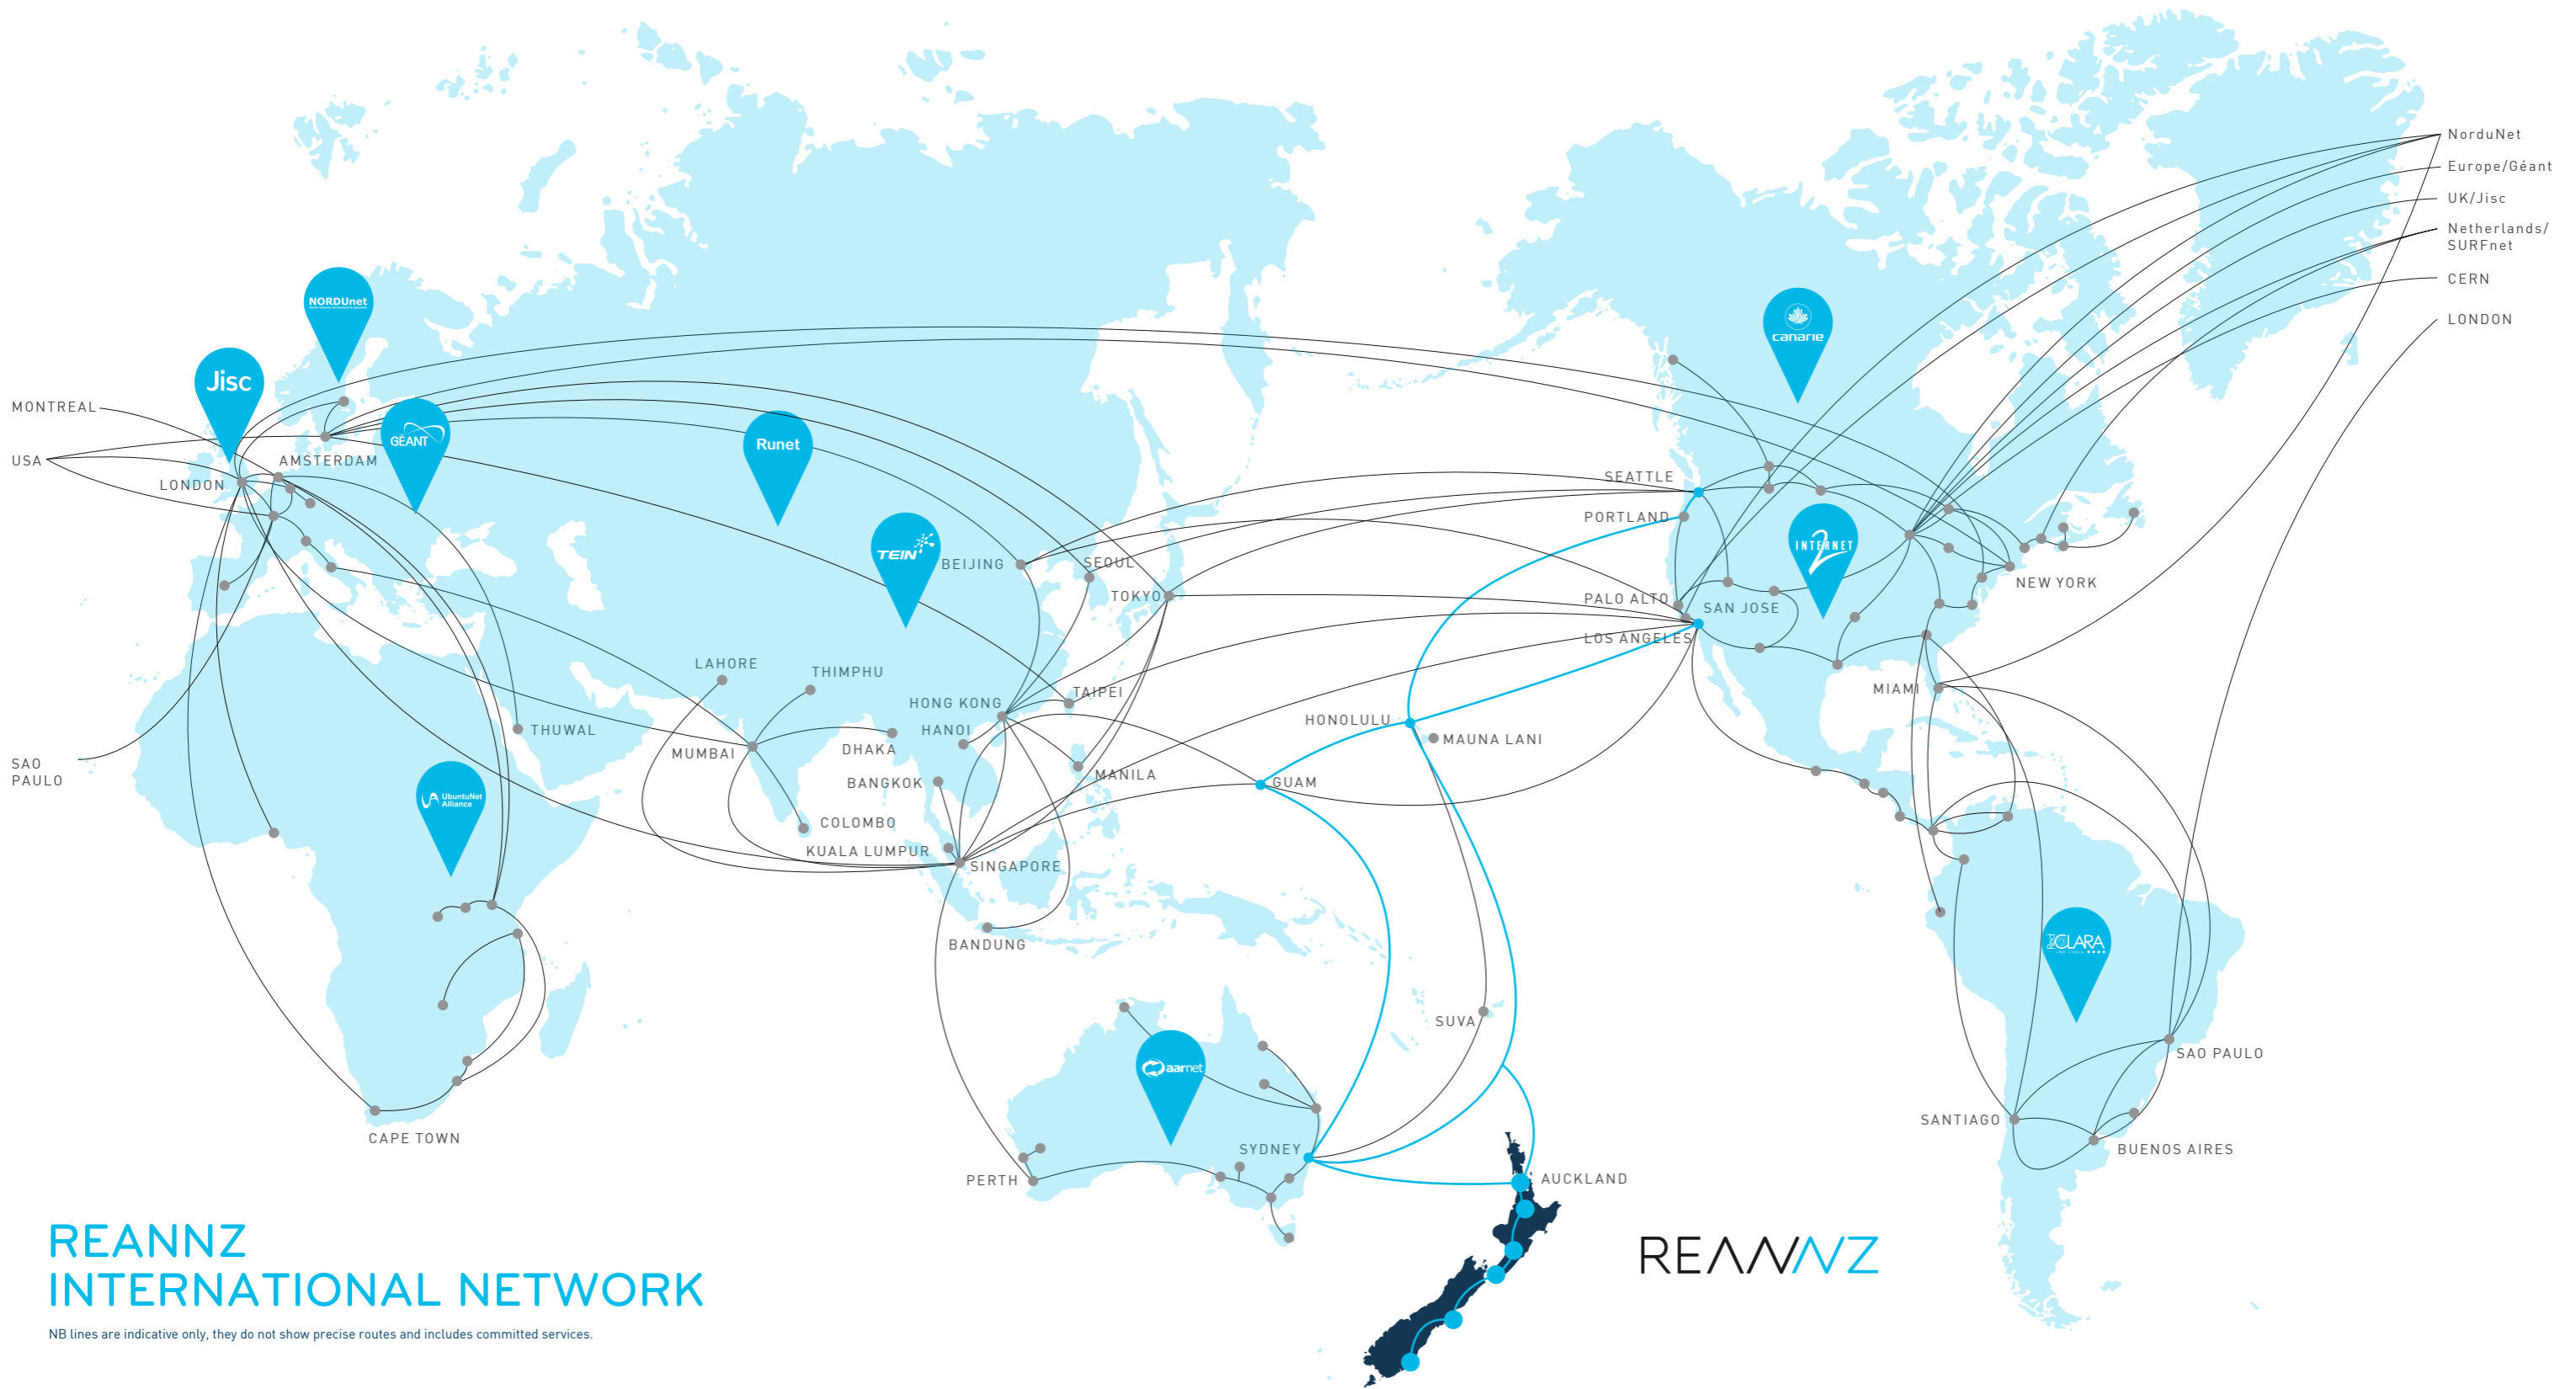 NorduNet
Europe/Géant
UK/Jisc
Netherlands/
SURFnet
CERN
LONDON
NORDUnet
canarie
Jisc
MONTREAL
GÉANT
Runet
USA
AMSTERDAM
LONDON
SEATTLE
PORTLAND
TEIN
INTERNET
2
BEIJING
SEOUL
TOKYO
NEW YORK
PALO ALTO
SAN JOSE
LOS ANGELES
LAHORE
THIMPHU
TAIPEI
MIAMI
HONG KONG
HONOLULU
THUWAL
HANOI
MAUNA LANI
DHAKA
MUMBAI
SAO
PAULO
MANILA
BANGKOK
GUAM
UbuntuNet
Alliance
COLOMBO
KUALA LUMPUR
SINGAPORE
BANDUNG
CLARA
SUVA
SAO PAULO
aarnet
SANTIAGO
CAPE TOWN
SYDNEY
BUENOS AIRES
PERTH
AUCKLAND
REANNZ
INTERNATIONAL NETWORK
REANNZ
NB lines are indicative only, they do not show precise routes and includes committed services.